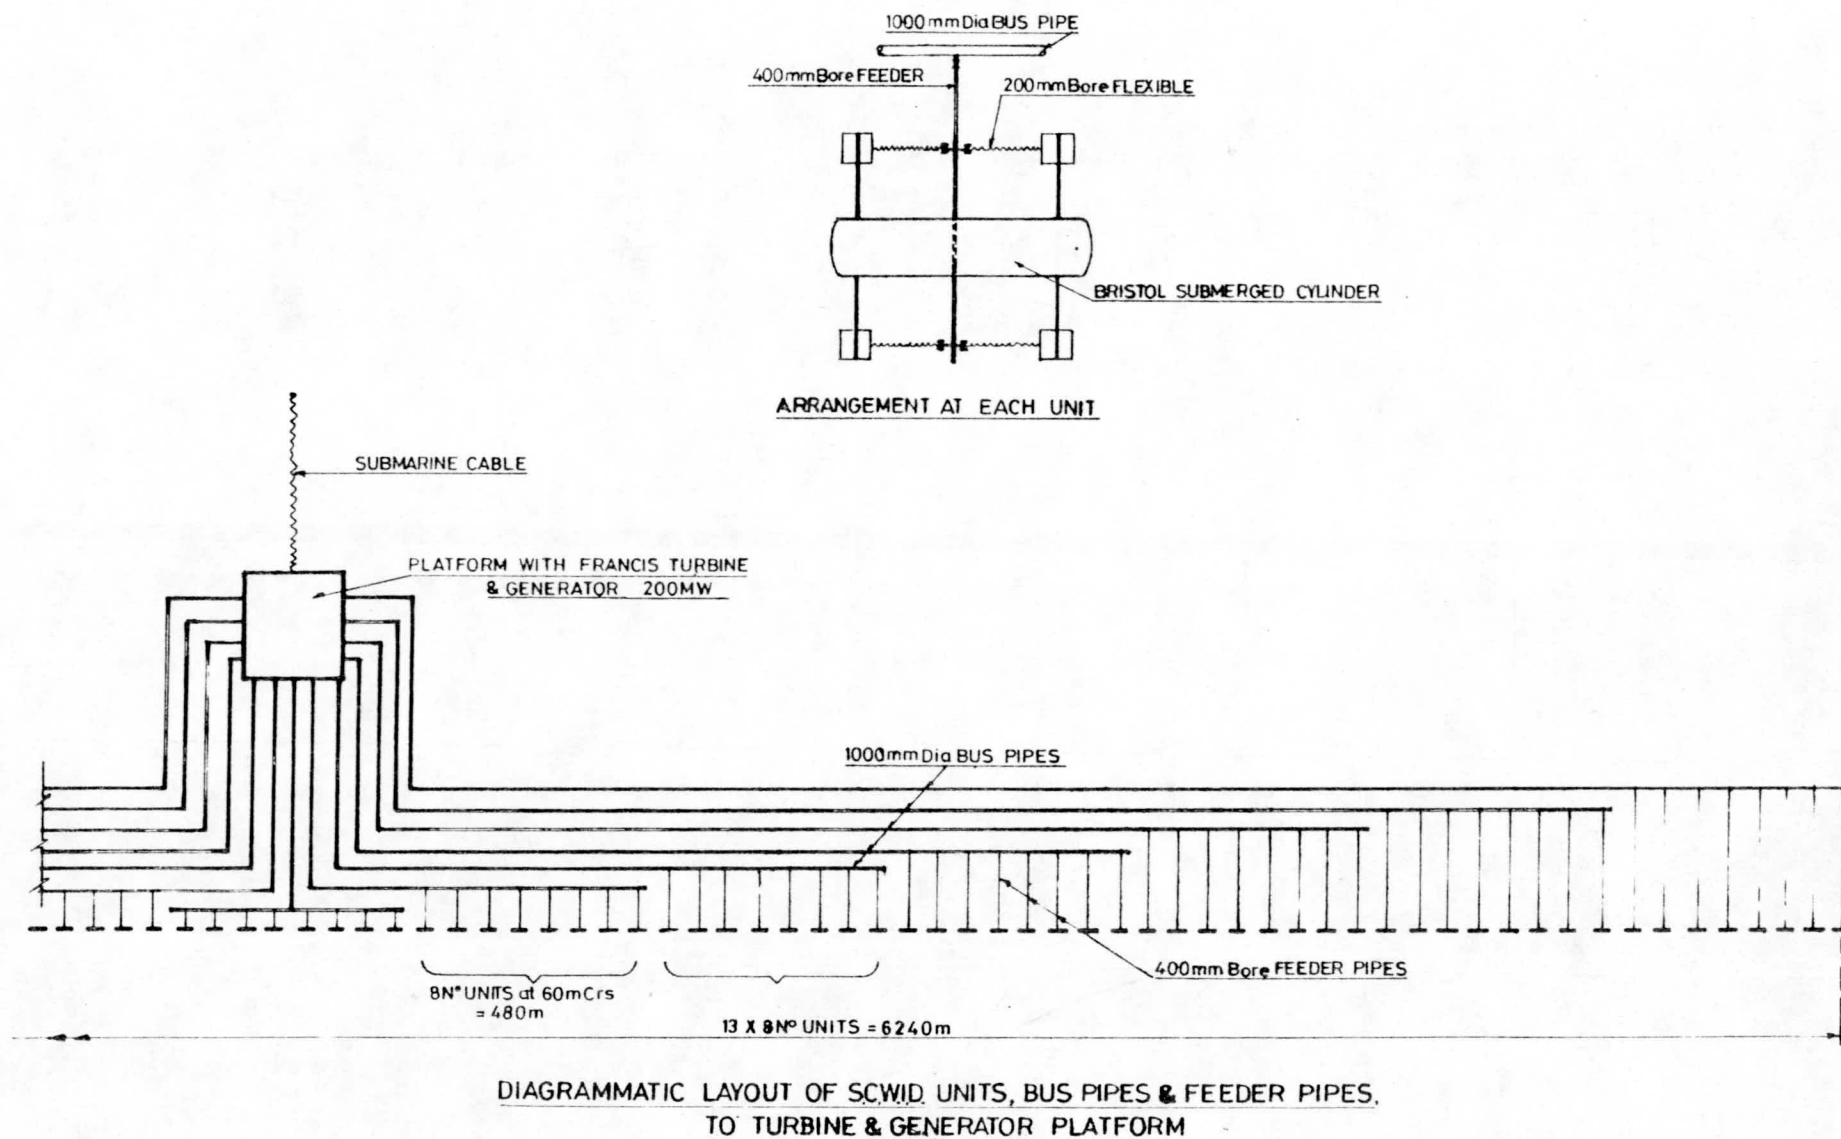 1000mm Dia BUS PIPE
400mm Bore FEEDER
200mm Bore FLEXIBLE
BRISTOL SUBMERGED CYLINDER
ARRANGEMENT AT EACH UNIT
SUBMARINE CABLE
PLATFORM WITH FRANCIS TURBINE
& GENERATOR 200MW
1000mm Dia BUS PIPES
400mm Bore FEEDER PIPES
8Nº UNITS at 60m Crs
= 480m
13 X 8Nº UNITS = 6240m
DIAGRAMMATIC LAYOUT OF S.C.W.I.D. UNITS, BUS PIPES & FEEDER PIPES,
TO TURBINE & GENERATOR PLATFORM